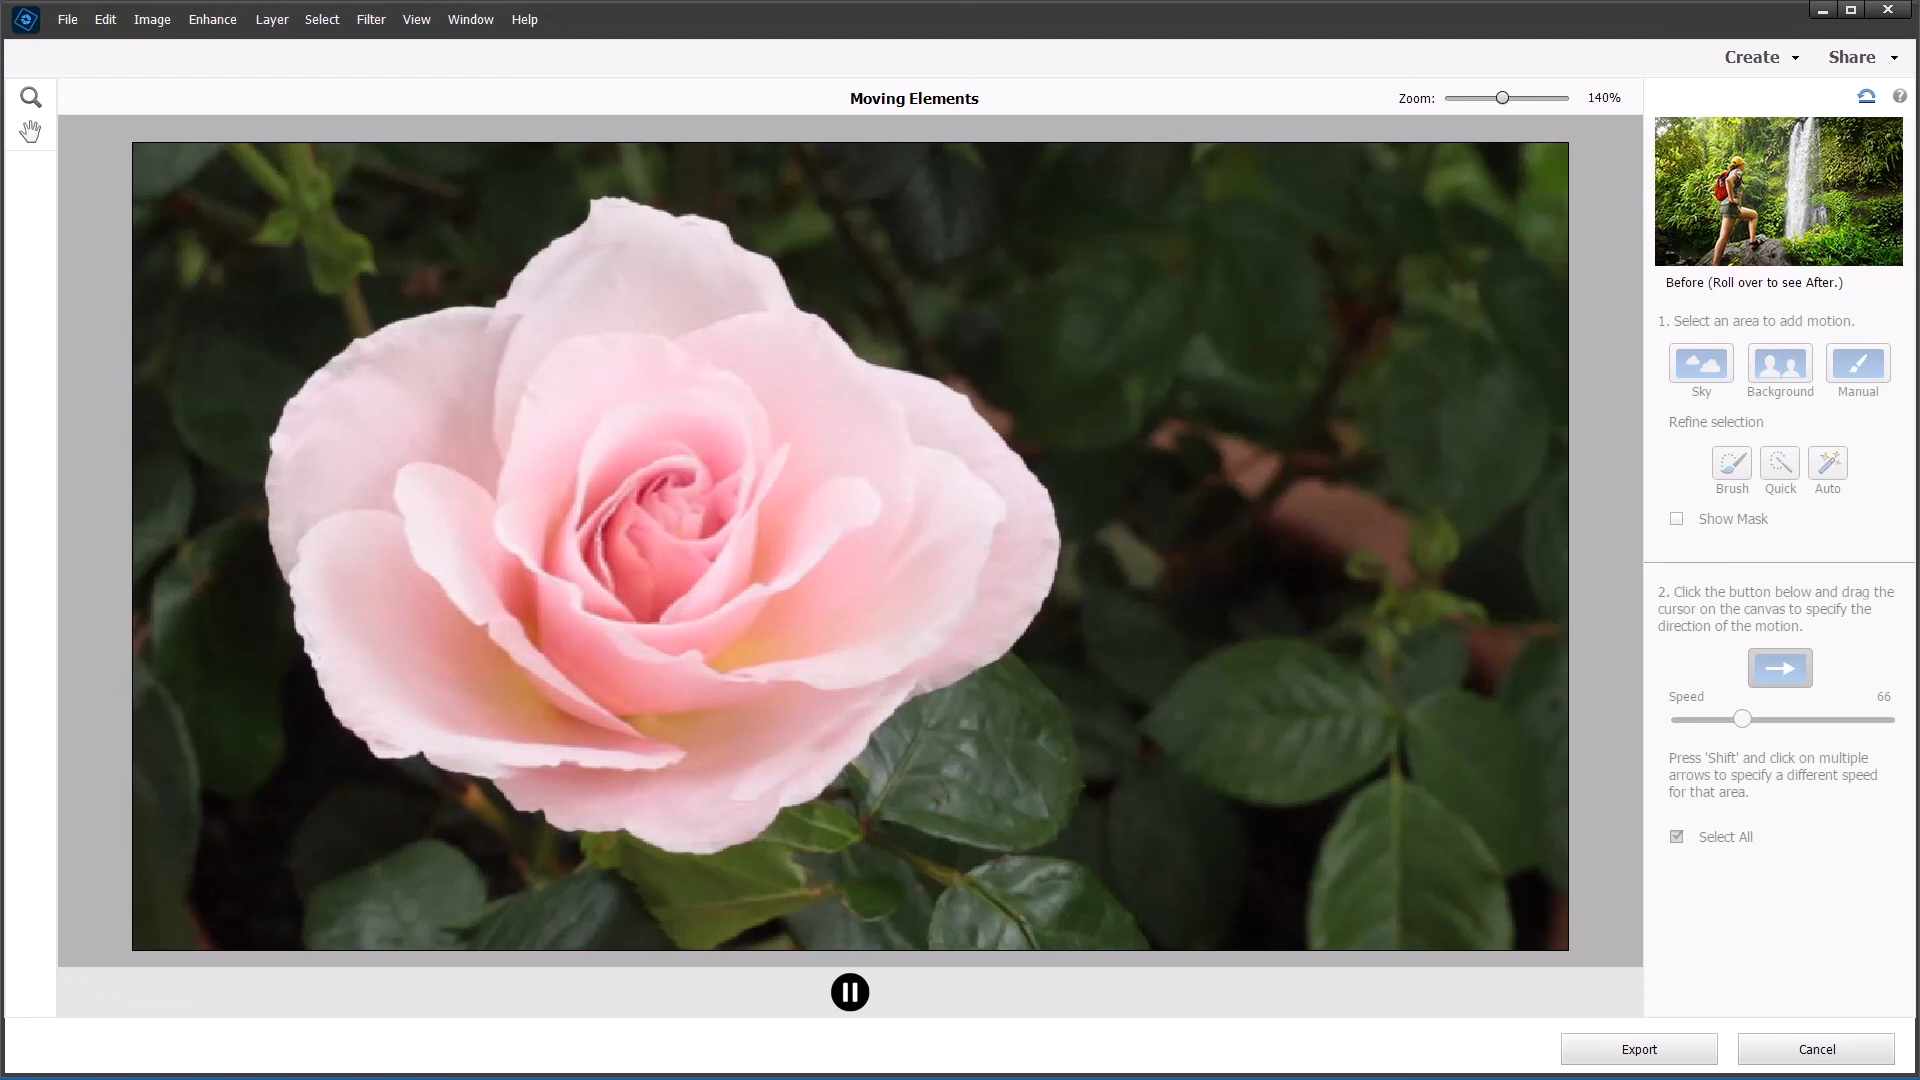 File Edit Image Enhance Layer Select Filter View Window Help
Create Share
Moving Elements
Zoom: 140%
Before (Roll over to see After.)
1. Select an area to add motion.
Sky Background Manual
Refine selection
Brush Quick Auto
Show Mask
2. Click the button below and drag the
cursor on the canvas to specify the
direction of the motion.
Speed 66
Press 'Shift' and click on multiple
arrows to specify a different speed
for that area.
Select All
Export Cancel